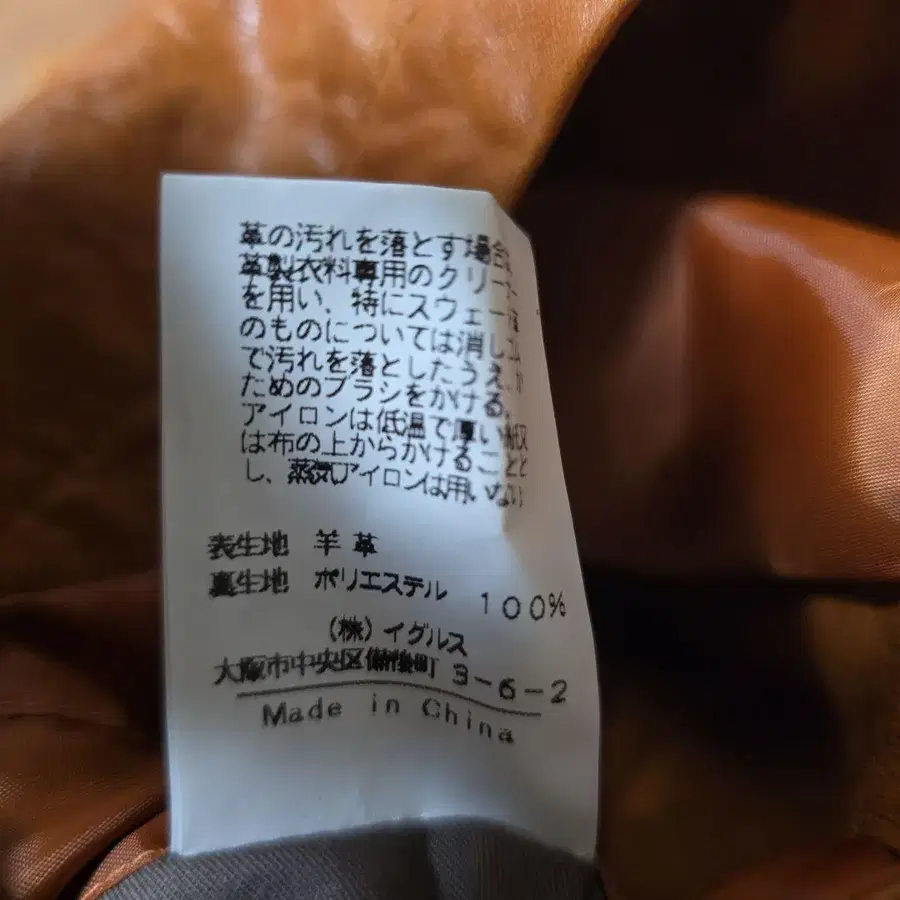 革の汚れを落とす場合
革製衣料専用のクリー
を用い、特にスウェー
のものについては消しゴム
で汚れを落としたうえ、
ためのブラシをかける。
アイロンは低温で厚い
は布の上からかけること
し、蒸気アイロンは用いない
表生地 羊革
裏生地 ポリエステル 100%
(株)イグルス
大阪市中央区備後町3-6-2
Made in China